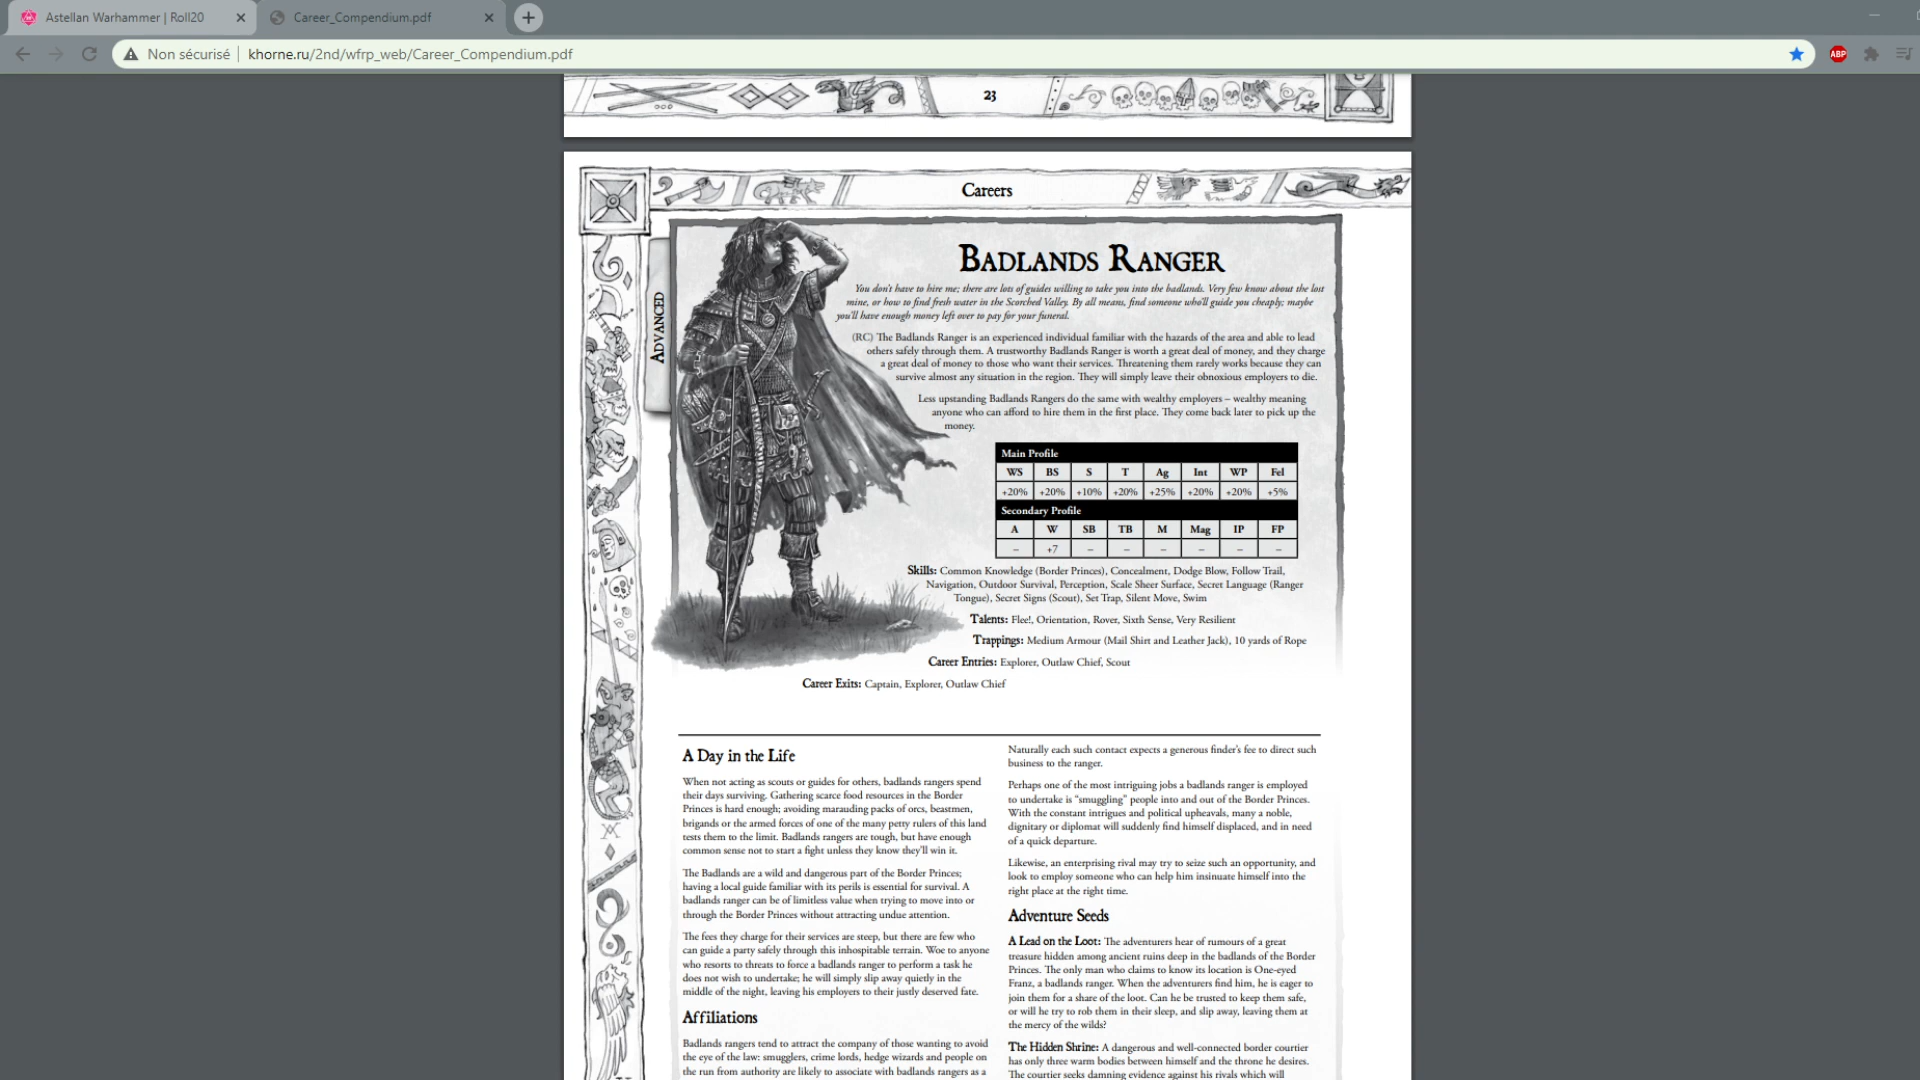 Astellan Warhammer | Roll20
Career_Compendium.pdf
Non sécurisé
khorne.ru/2nd/wfrp_web/Career_Compendium.pdf
ABP
23
Careers
ADVANCED
BADLANDS RANGER
You don't have to hire me; there are lots of guides willing to take you into the badlands. Very few know about the lost
mine, or how to find fresh water in the Scorched Valley. By all means, find someone who'll guide you cheaply; maybe
you'll have enough money left over to pay for your funeral.
(RC) The Badlands Ranger is an experienced individual familiar with the hazards of the area and able to lead
others safely through them. A trustworthy Badlands Ranger is worth a great deal of money, and they charge
a great deal of money to those who want their services. Threatening them rarely works because they can
survive almost any situation in the region. They will simply leave their obnoxious employers to die.
Less upstanding Badlands Rangers do the same with wealthy employers – wealthy meaning
anyone who can afford to hire them in the first place. They come back later to pick up the
money.
Main Profile
WS BS S T Ag Int WP Fel
+20% +20% +10% +20% +25% +20% +20% +5%
Secondary Profile
A W SB TB M Mag IP FP
– +7 – – – – – –
Skills: Common Knowledge (Border Princes), Concealment, Dodge Blow, Follow Trail,
Navigation, Outdoor Survival, Perception, Scale Sheer Surface, Secret Language (Ranger
Tongue), Secret Signs (Scout), Set Trap, Silent Move, Swim
Talents: Flee!, Orientation, Rover, Sixth Sense, Very Resilient
Trappings: Medium Armour (Mail Shirt and Leather Jack), 10 yards of Rope
Career Entries: Explorer, Outlaw Chief, Scout
Career Exits: Captain, Explorer, Outlaw Chief
A Day in the Life
When not acting as scouts or guides for others, badlands rangers spend
their days surviving. Gathering scarce food resources in the Border
Princes is hard enough; avoiding marauding packs of orcs, beastmen,
brigands or the armed forces of one of the many petty rulers of this land
tests them to the limit. Badlands rangers are tough, but have enough
common sense not to start a fight unless they know they'll win it.
The Badlands are a wild and dangerous part of the Border Princes;
having a local guide familiar with its perils is essential for survival. A
badlands ranger can be of limitless value when trying to move into or
through the Border Princes without attracting undue attention.
The fees they charge for their services are steep, but there are few who
can guide a party safely through this inhospitable terrain. Woe to anyone
who resorts to threats to force a badlands ranger to perform a task he
does not wish to undertake; he will simply slip away quietly in the
middle of the night, leaving his employers to their justly deserved fate.
Affiliations
Badlands rangers tend to attract the company of those wanting to avoid
the eye of the law: smugglers, crime lords, hedge wizards and people on
the run from authority are likely to associate with badlands rangers as a
Naturally each such contact expects a generous finder's fee to direct such
business to the ranger.
Perhaps one of the most intriguing jobs a badlands ranger is employed
to undertake is “smuggling” people into and out of the Border Princes.
With the constant intrigues and political upheavals, many a noble,
dignitary or diplomat will suddenly find himself displaced, and in need
of a quick departure.
Likewise, an enterprising rival may try to seize such an opportunity, and
look to employ someone who can help him insinuate himself into the
right place at the right time.
Adventure Seeds
A Lead on the Loot: The adventurers hear of rumours of a great
treasure hidden among ancient ruins deep in the badlands of the Border
Princes. The only man who claims to know its location is One-eyed
Franz, a badlands ranger. When the adventurers find him, he is eager to
join them for a share of the loot. Can he be trusted to keep them safe,
or will he try to rob them in their sleep, and slip away, leaving them at
the mercy of the wilds?
The Hidden Shrine: A dangerous and well-connected border courtier
has only three warm bodies between himself and the throne he desires.
The courtier seeks damning evidence against his rivals which will